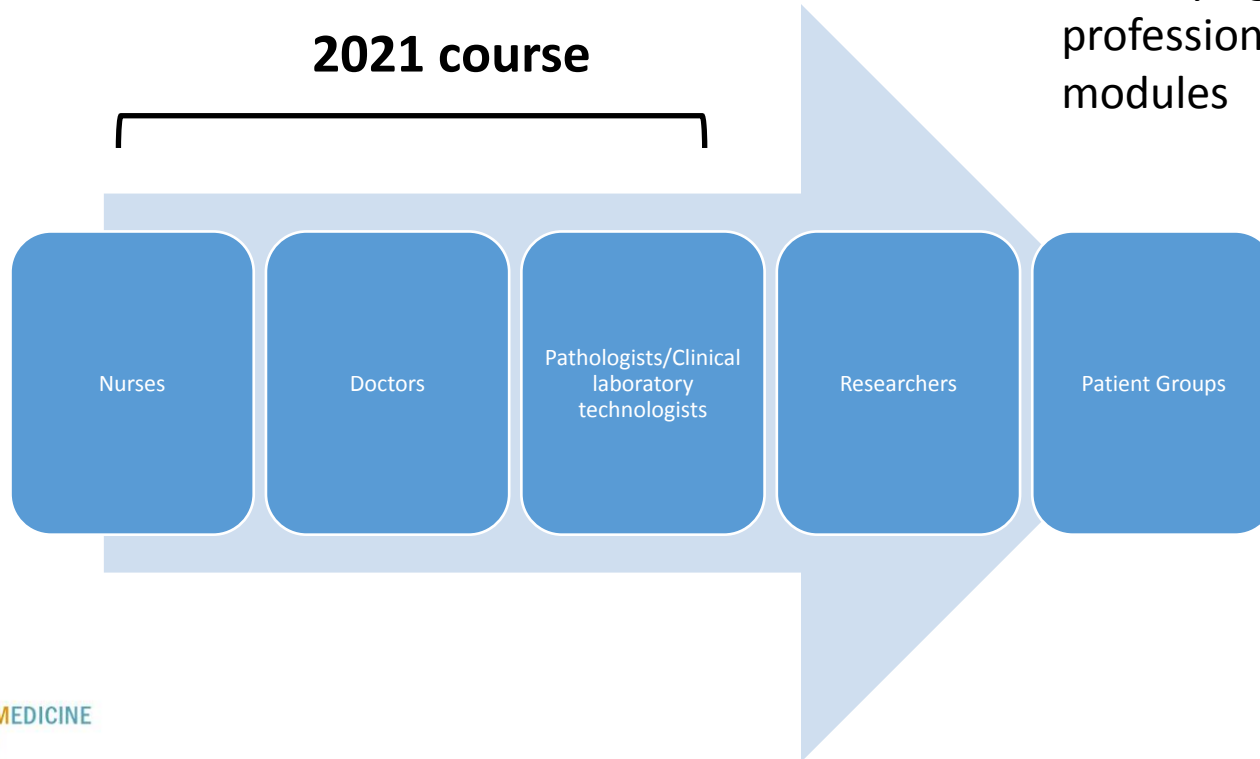 profession
modules
2021 course
Nurses
Doctors
Pathologists/Clinical
laboratory
technologists
Researchers
Patient Groups
MEDICINE